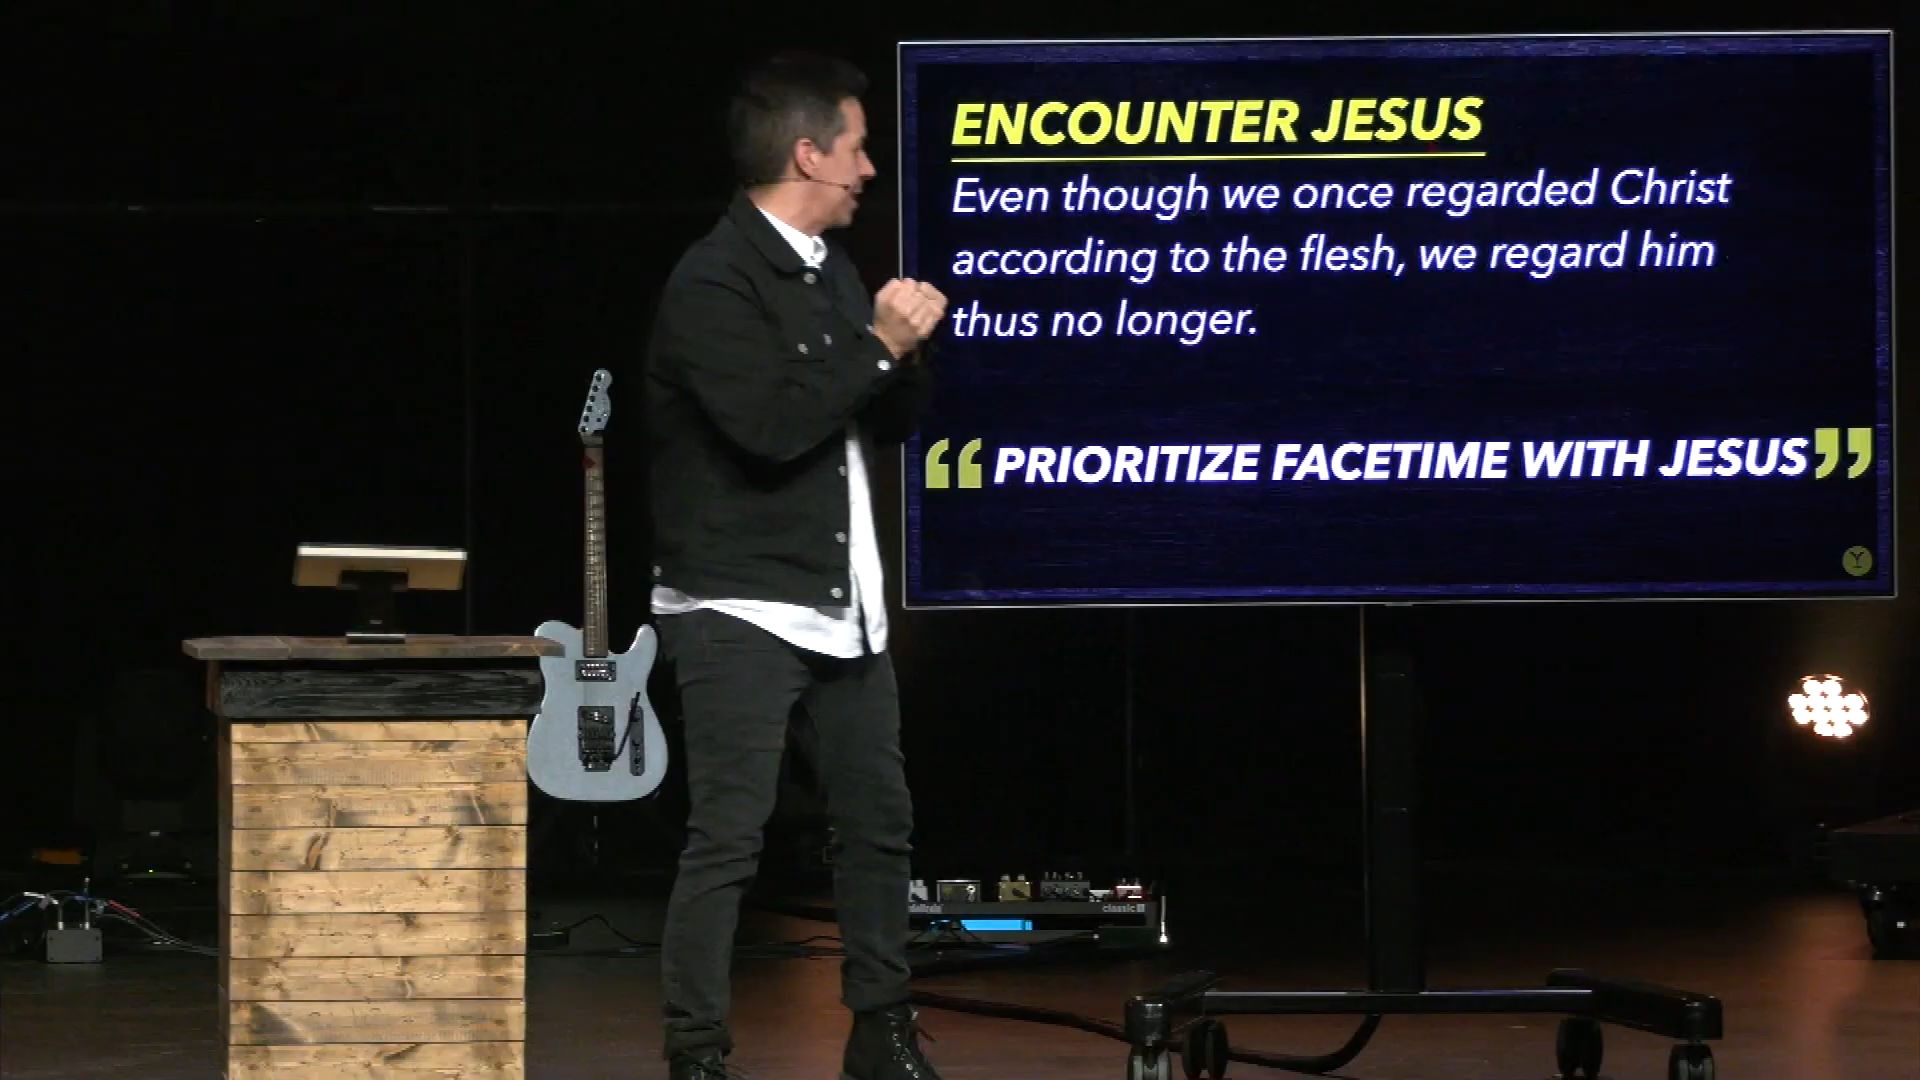 ENCOUNTER JESUS
Even though we once regarded Christ
according to the flesh, we regard him
thus no longer.
“PRIORITIZE FACETIME WITH JESUS”
Y
classic